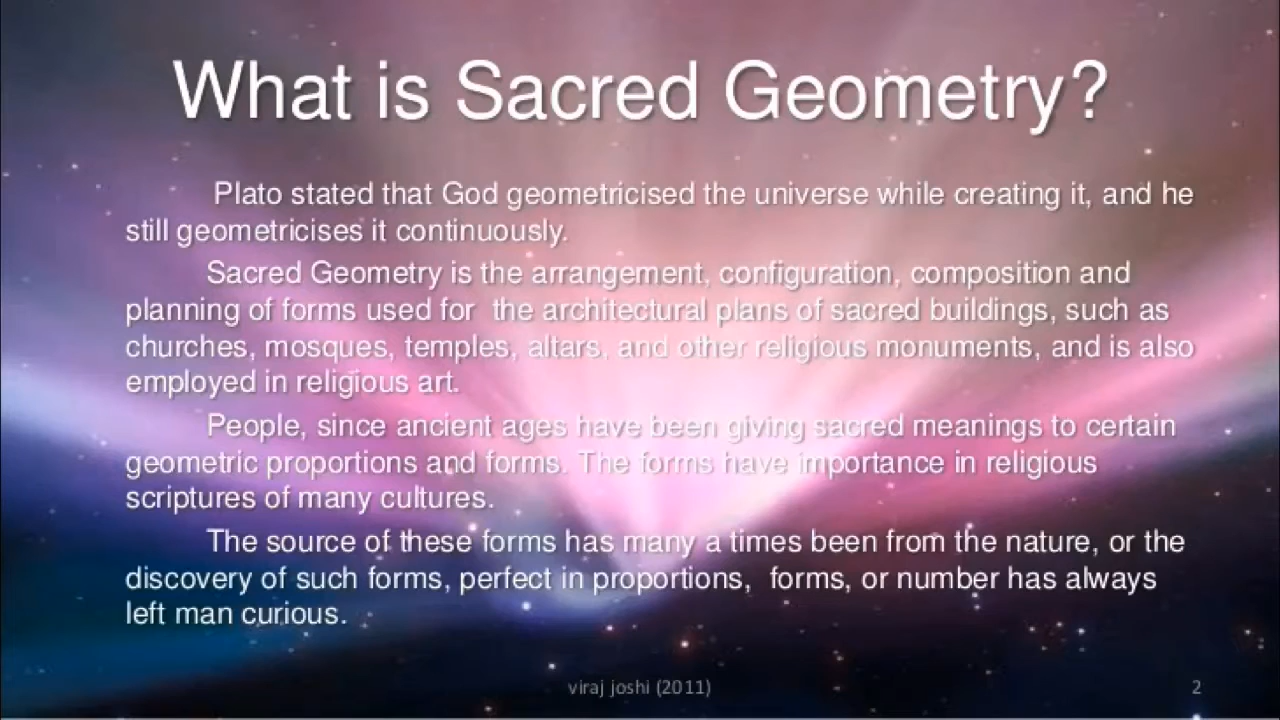 What is Sacred Geometry?
Plato stated that God geometricised the universe while creating it, and he
still geometricises it continuously.
Sacred Geometry is the arrangement, configuration, composition and
planning of forms used for the architectural plans of sacred buildings, such as
churches, mosques, temples, altars, and other religious monuments, and is also
employed in religious art.
People, since ancient ages have been giving sacred meanings to certain
geometric proportions and forms. The forms have importance in religious
scriptures of many cultures.
The source of these forms has many a times been from the nature, or the
discovery of such forms, perfect in proportions, forms, or number has always
left man curious.
viraj joshi (2011)
2